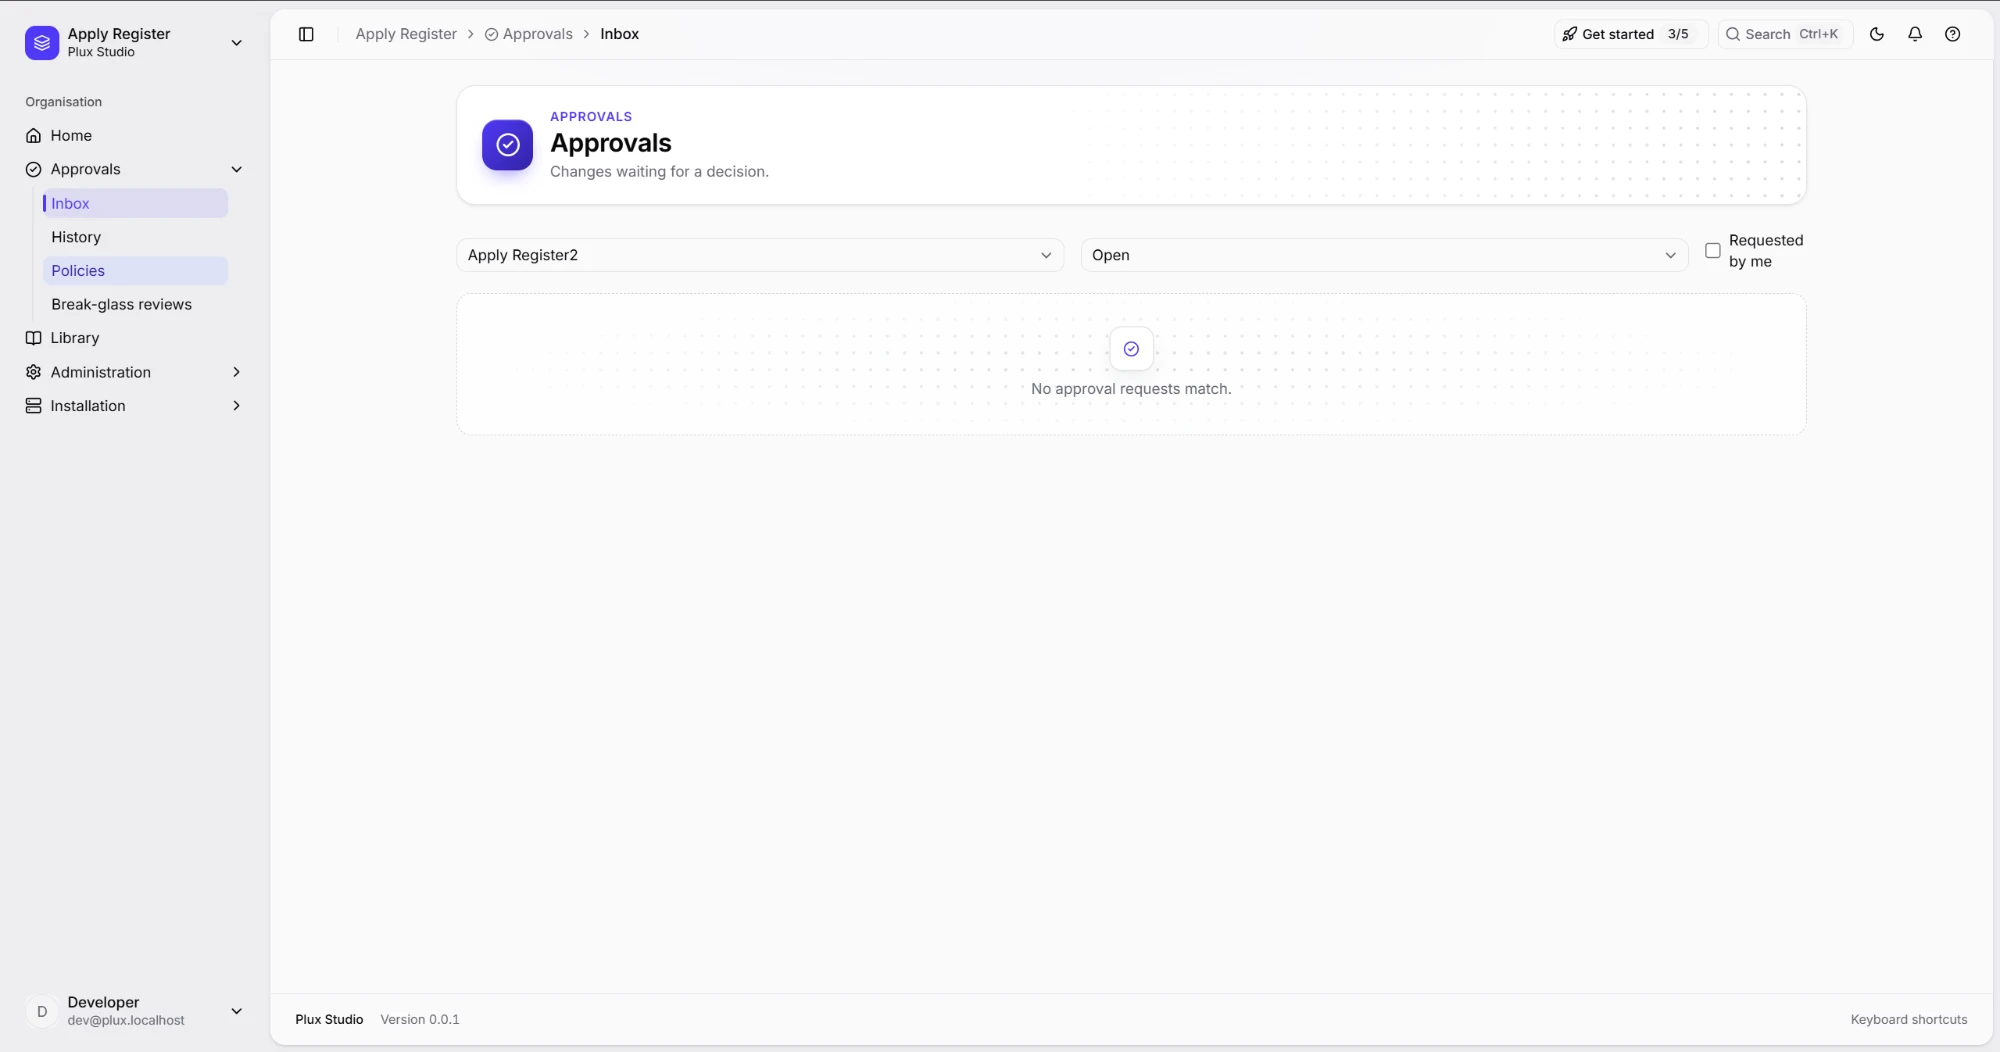 Apply Register
Plux Studio
Organisation
Home
Approvals
Inbox
History
Policies
Break-glass reviews
Library
Administration
Installation
Developer
D
dev@plux.localhost
Apply Register > Approvals > Inbox
Get started 3/5
Search Ctrl+K
APPROVALS
Approvals
Changes waiting for a decision.
Apply Register2
Open
Requested
by me
No approval requests match.
Plux Studio Version 0.0.1
Keyboard shortcuts